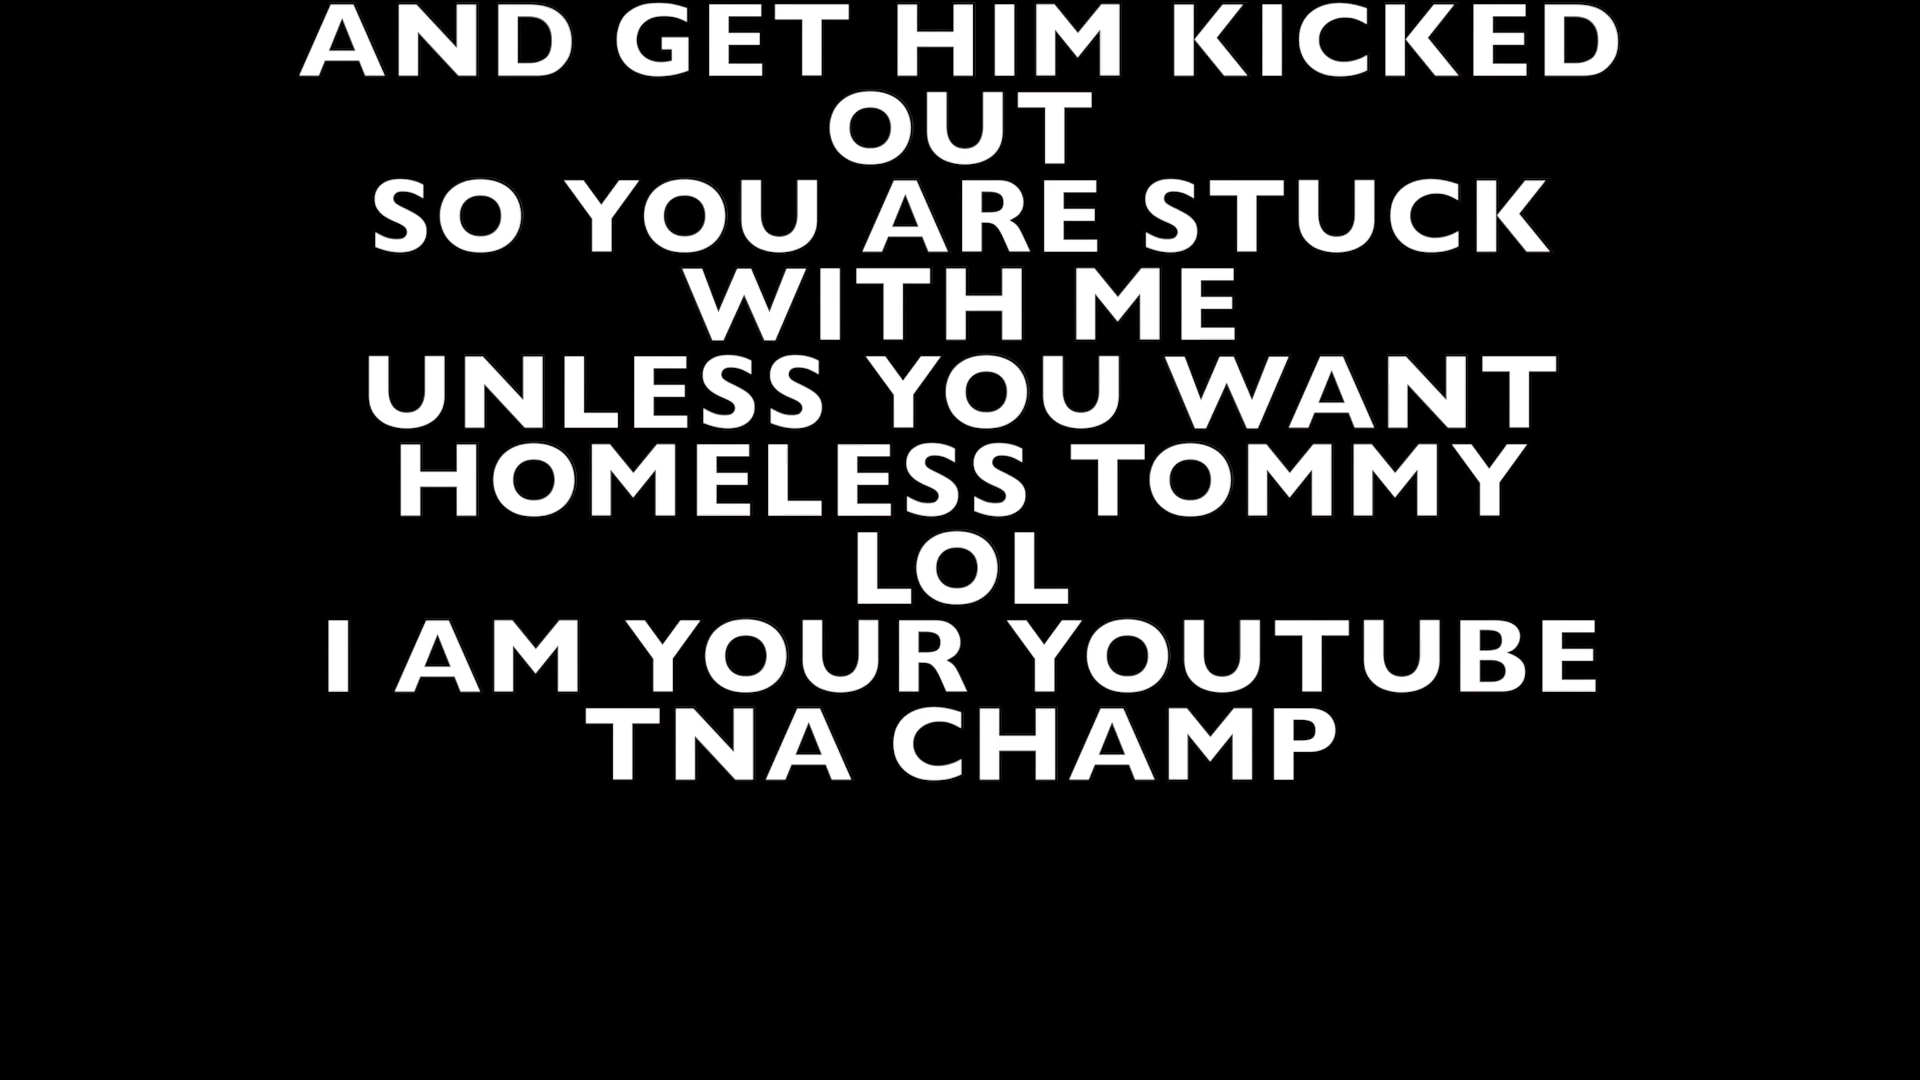 AND GET HIM KICKED
OUT
SO YOU ARE STUCK
WITH ME
UNLESS YOU WANT
HOMELESS TOMMY
LOL
I AM YOUR YOUTUBE
TNA CHAMP